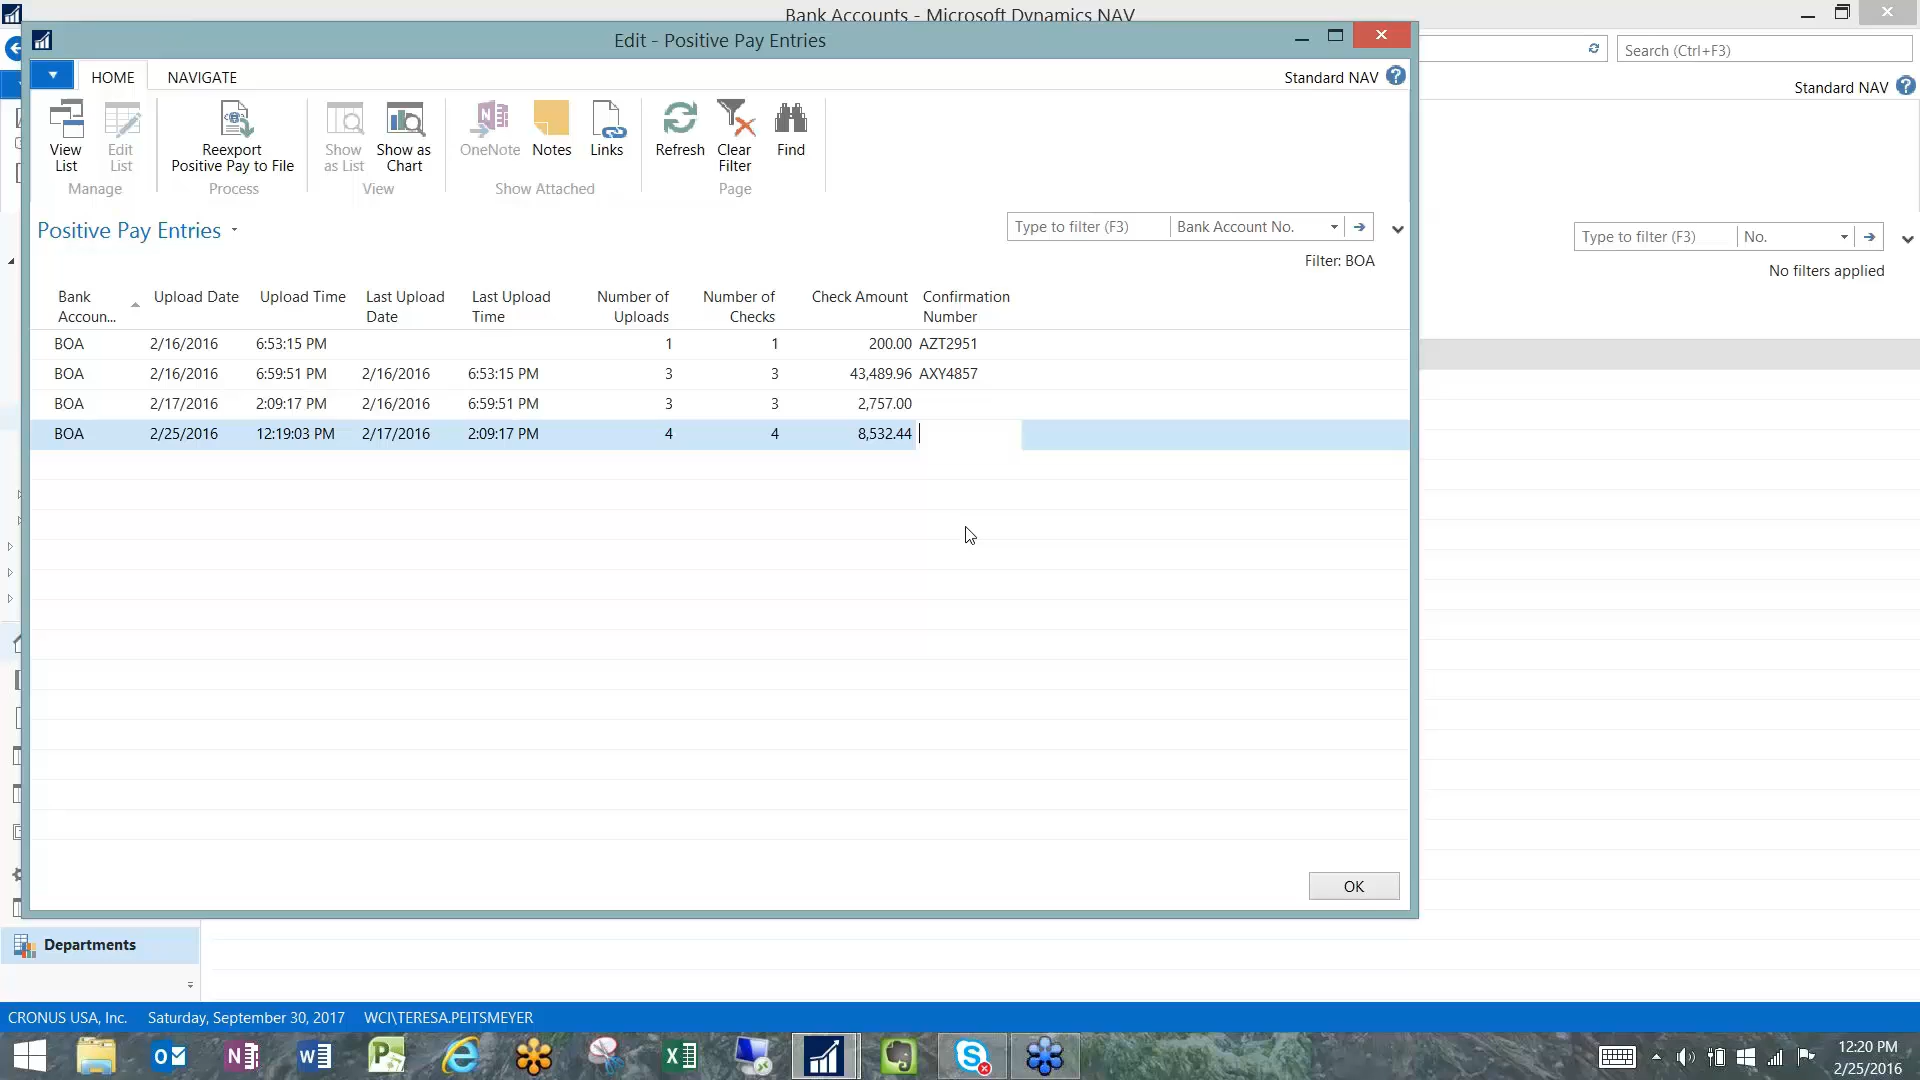 Bank Accounts - Microsoft Dynamics NAV
Edit - Positive Pay Entries
Search (Ctrl+F3)
HOME NAVIGATE
Standard NAV
Standard NAV
View List
Edit List
Manage
Reexport Positive Pay to File
Process
Show as List
Show as Chart
View
OneNote
Notes
Links
Show Attached
Refresh
Clear Filter
Find
Page
Positive Pay Entries
Type to filter (F3) Bank Account No.
Filter: BOA
Type to filter (F3) No.
No filters applied
Bank Accoun... Upload Date Upload Time Last Upload Date Last Upload Time Number of Uploads Number of Checks Check Amount Confirmation Number
BOA 2/16/2016 6:53:15 PM 1 1 200.00 AZT2951
BOA 2/16/2016 6:59:51 PM 2/16/2016 6:53:15 PM 3 3 43,489.96 AXY4857
BOA 2/17/2016 2:09:17 PM 2/16/2016 6:59:51 PM 3 3 2,757.00
BOA 2/25/2016 12:19:03 PM 2/17/2016 2:09:17 PM 4 4 8,532.44
OK
Departments
CRONUS USA, Inc. Saturday, September 30, 2017 WCI\TERESA.PEITSMEYER
12:20 PM
2/25/2016